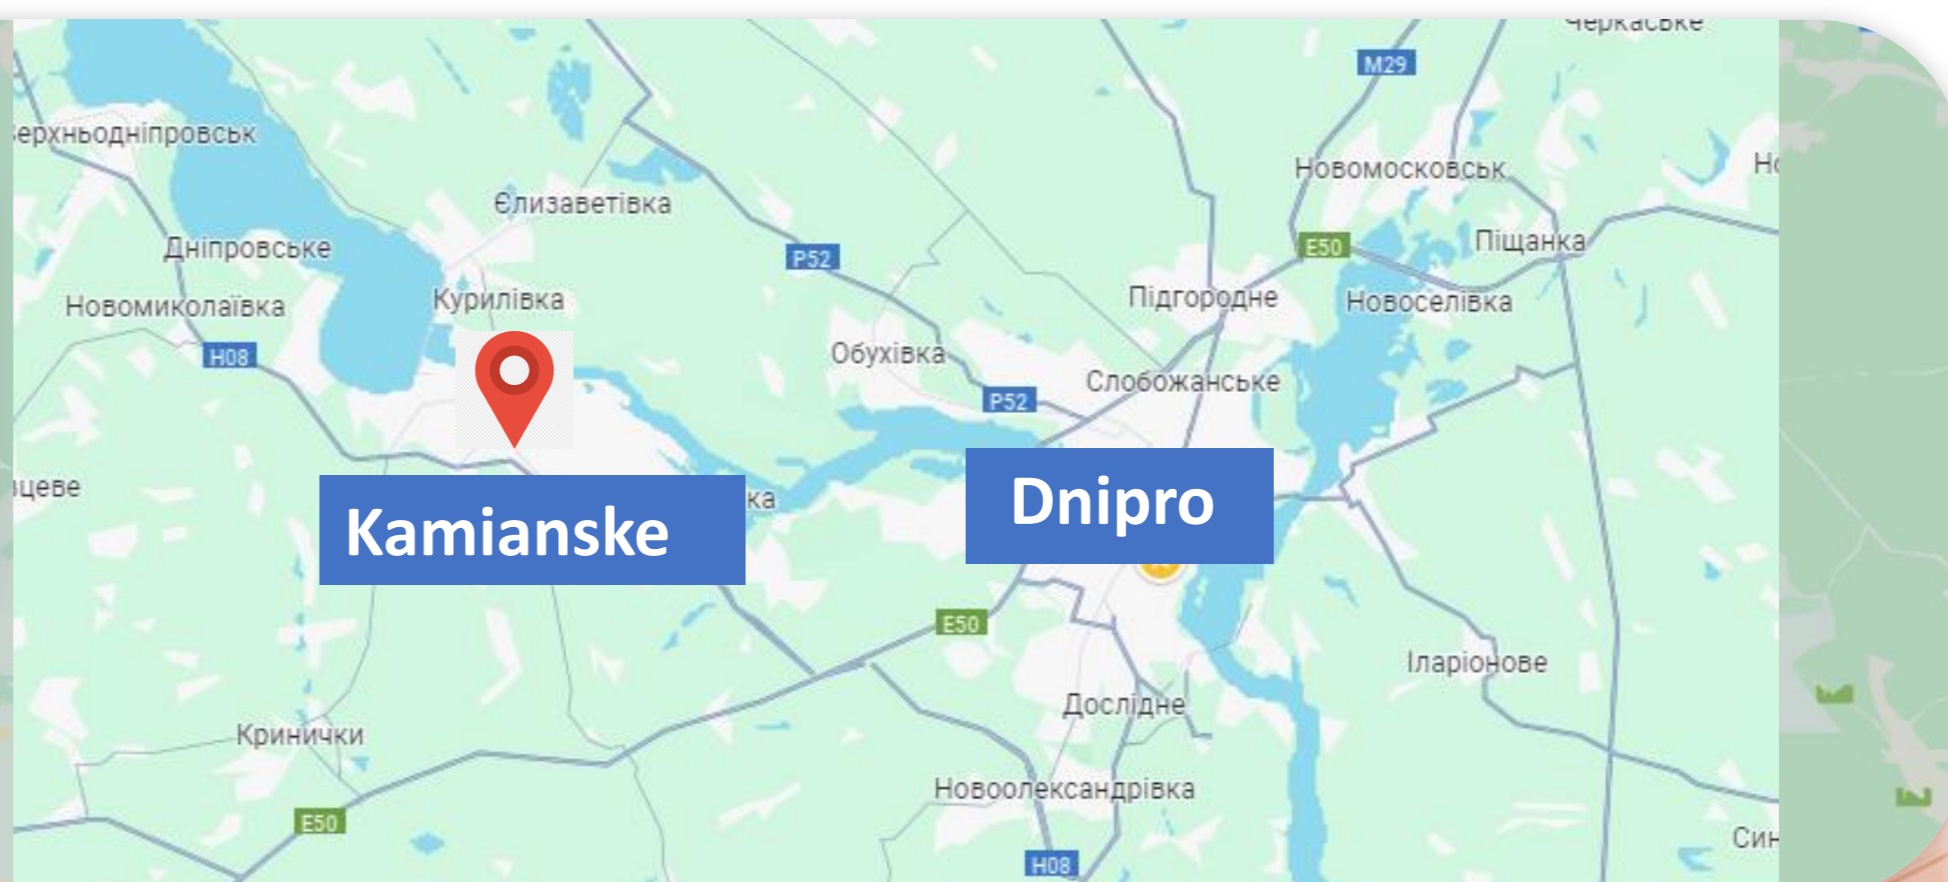 Черкаське
M29
ерхньодніпровськ
Новомосковськ
Но
Єлизаветівка
Дніпровське
P52
E50
Піщанка
Новомиколаївка
Курилівка
Підгородне
Новоселівка
H08
Обухівка
Слобожанське
P52
цеве
ка
Dnipro
Kamianske
E50
Іларіонове
Дослідне
Кринички
Новоолександрівка
E50
Син
H08